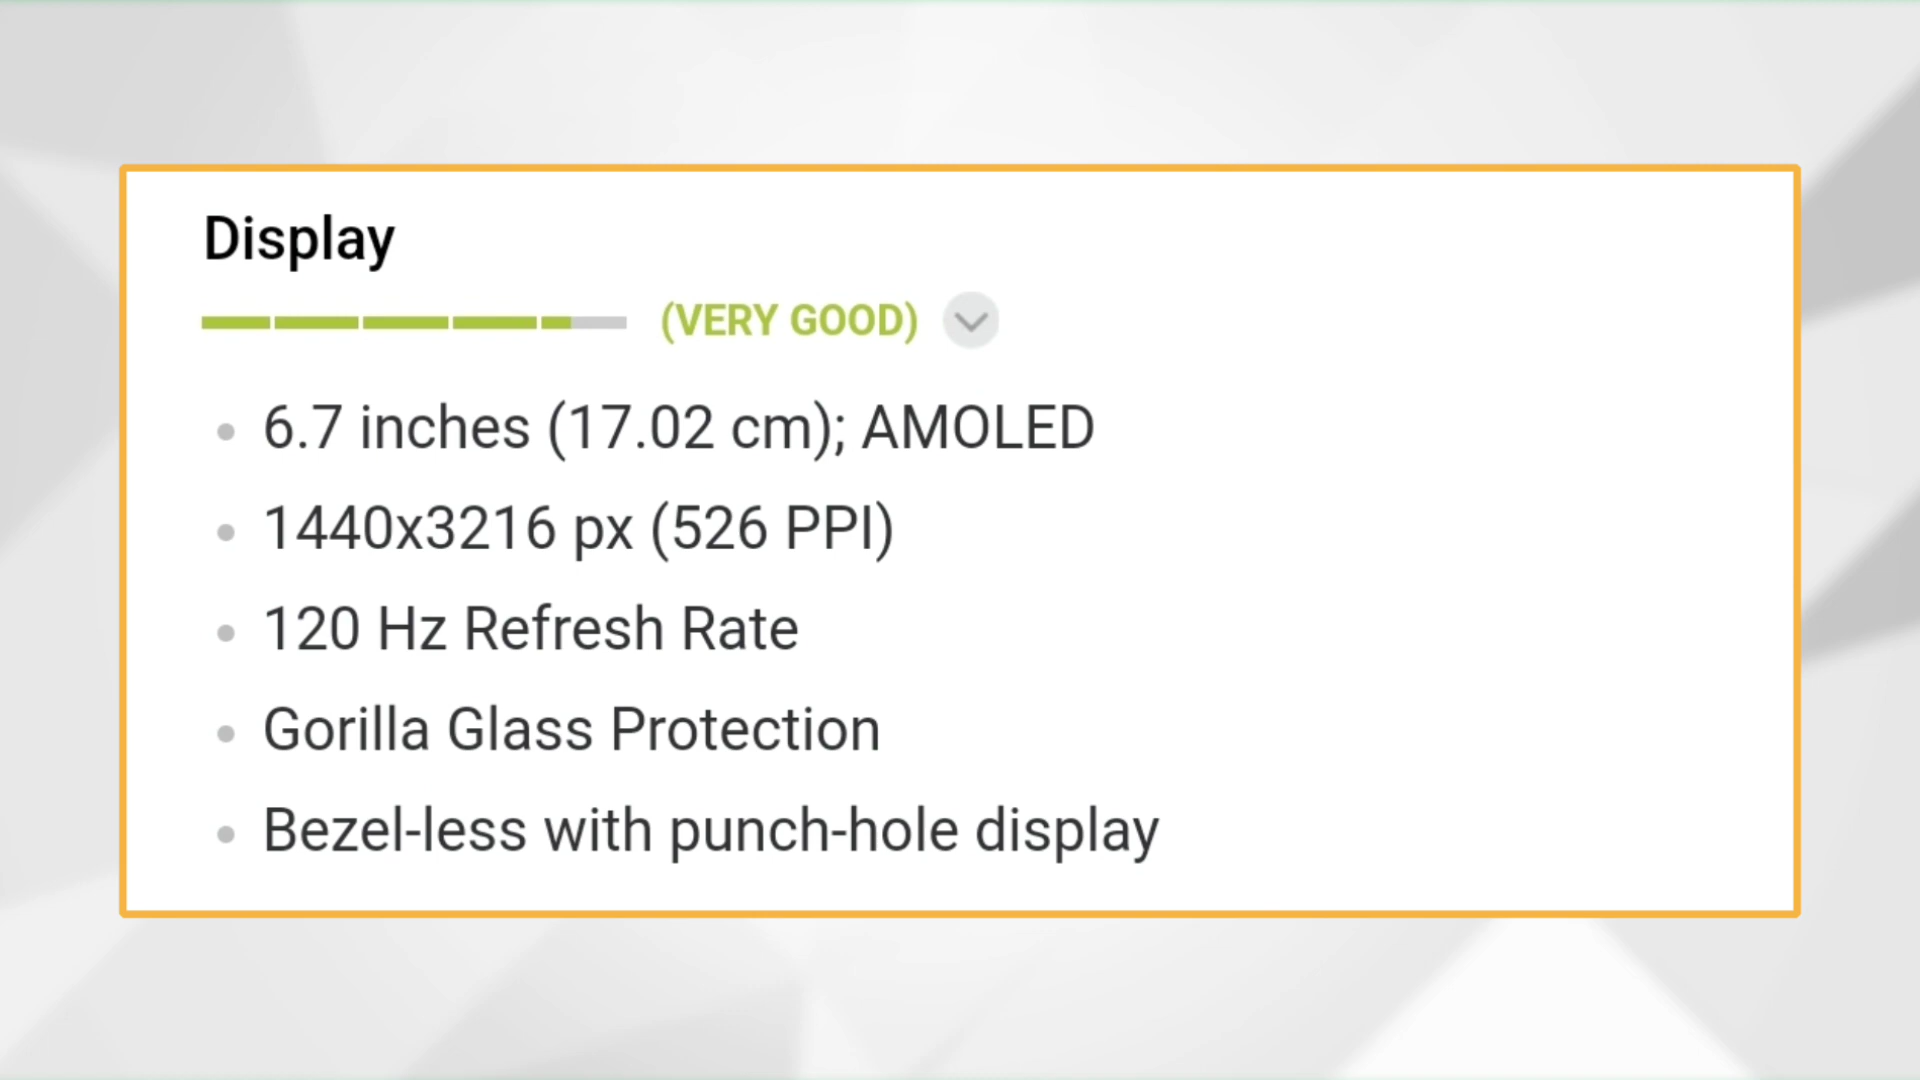 Display
(VERY GOOD)
6.7 inches (17.02 cm); AMOLED
1440x3216 px (526 PPI)
120 Hz Refresh Rate
Gorilla Glass Protection
Bezel-less with punch-hole display